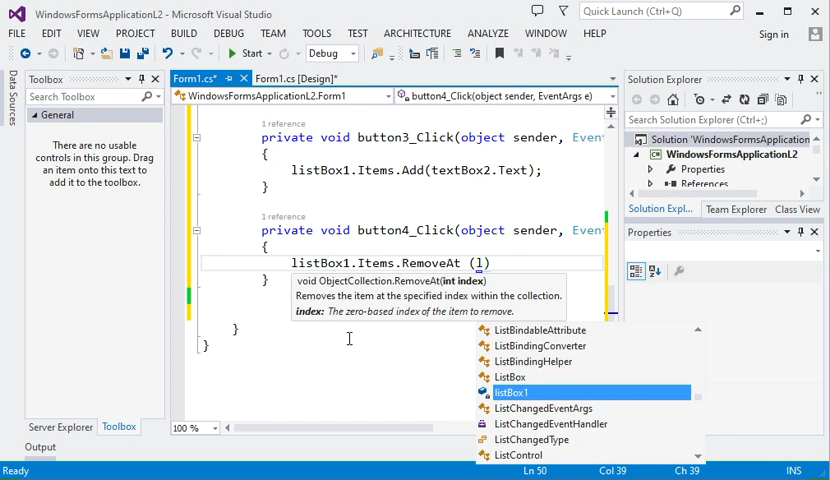 WindowsFormsApplicationL2 - Microsoft Visual Studio
Quick Launch (Ctrl+Q)
FILE EDIT VIEW PROJECT BUILD DEBUG TEAM TOOLS TEST ARCHITECTURE ANALYZE WINDOW HELP
Sign in
Start Debug
Data Sources
Toolbox
Search Toolbox
General
There are no usable
controls in this group. Drag
an item onto this text to
add it to the toolbox.
Server Explorer Toolbox
Output
Form1.cs* Form1.cs [Design]*
WindowsFormsApplicationL2.Form1 button4_Click(object sender, EventArgs e)
1 reference
private void button3_Click(object sender, Even
{
listBox1.Items.Add(textBox2.Text);
}
1 reference
private void button4_Click(object sender, Even
{
listBox1.Items.RemoveAt (l)
}
void ObjectCollection.RemoveAt(int index)
Removes the item at the specified index within the collection.
index: The zero-based index of the item to remove.
}
}
ListBindableAttribute
ListBindingConverter
ListBindingHelper
ListBox
listBox1
ListChangedEventArgs
ListChangedEventHandler
ListChangedType
ListControl
100 %
Solution Explorer
Search Solution Explorer (Ctrl+;)
Solution 'WindowsFormsApplication
WindowsFormsApplicationL2
Properties
References
Solution Expl... Team Explorer Class View
Properties
Ready Ln 50 Col 39 Ch 39 INS